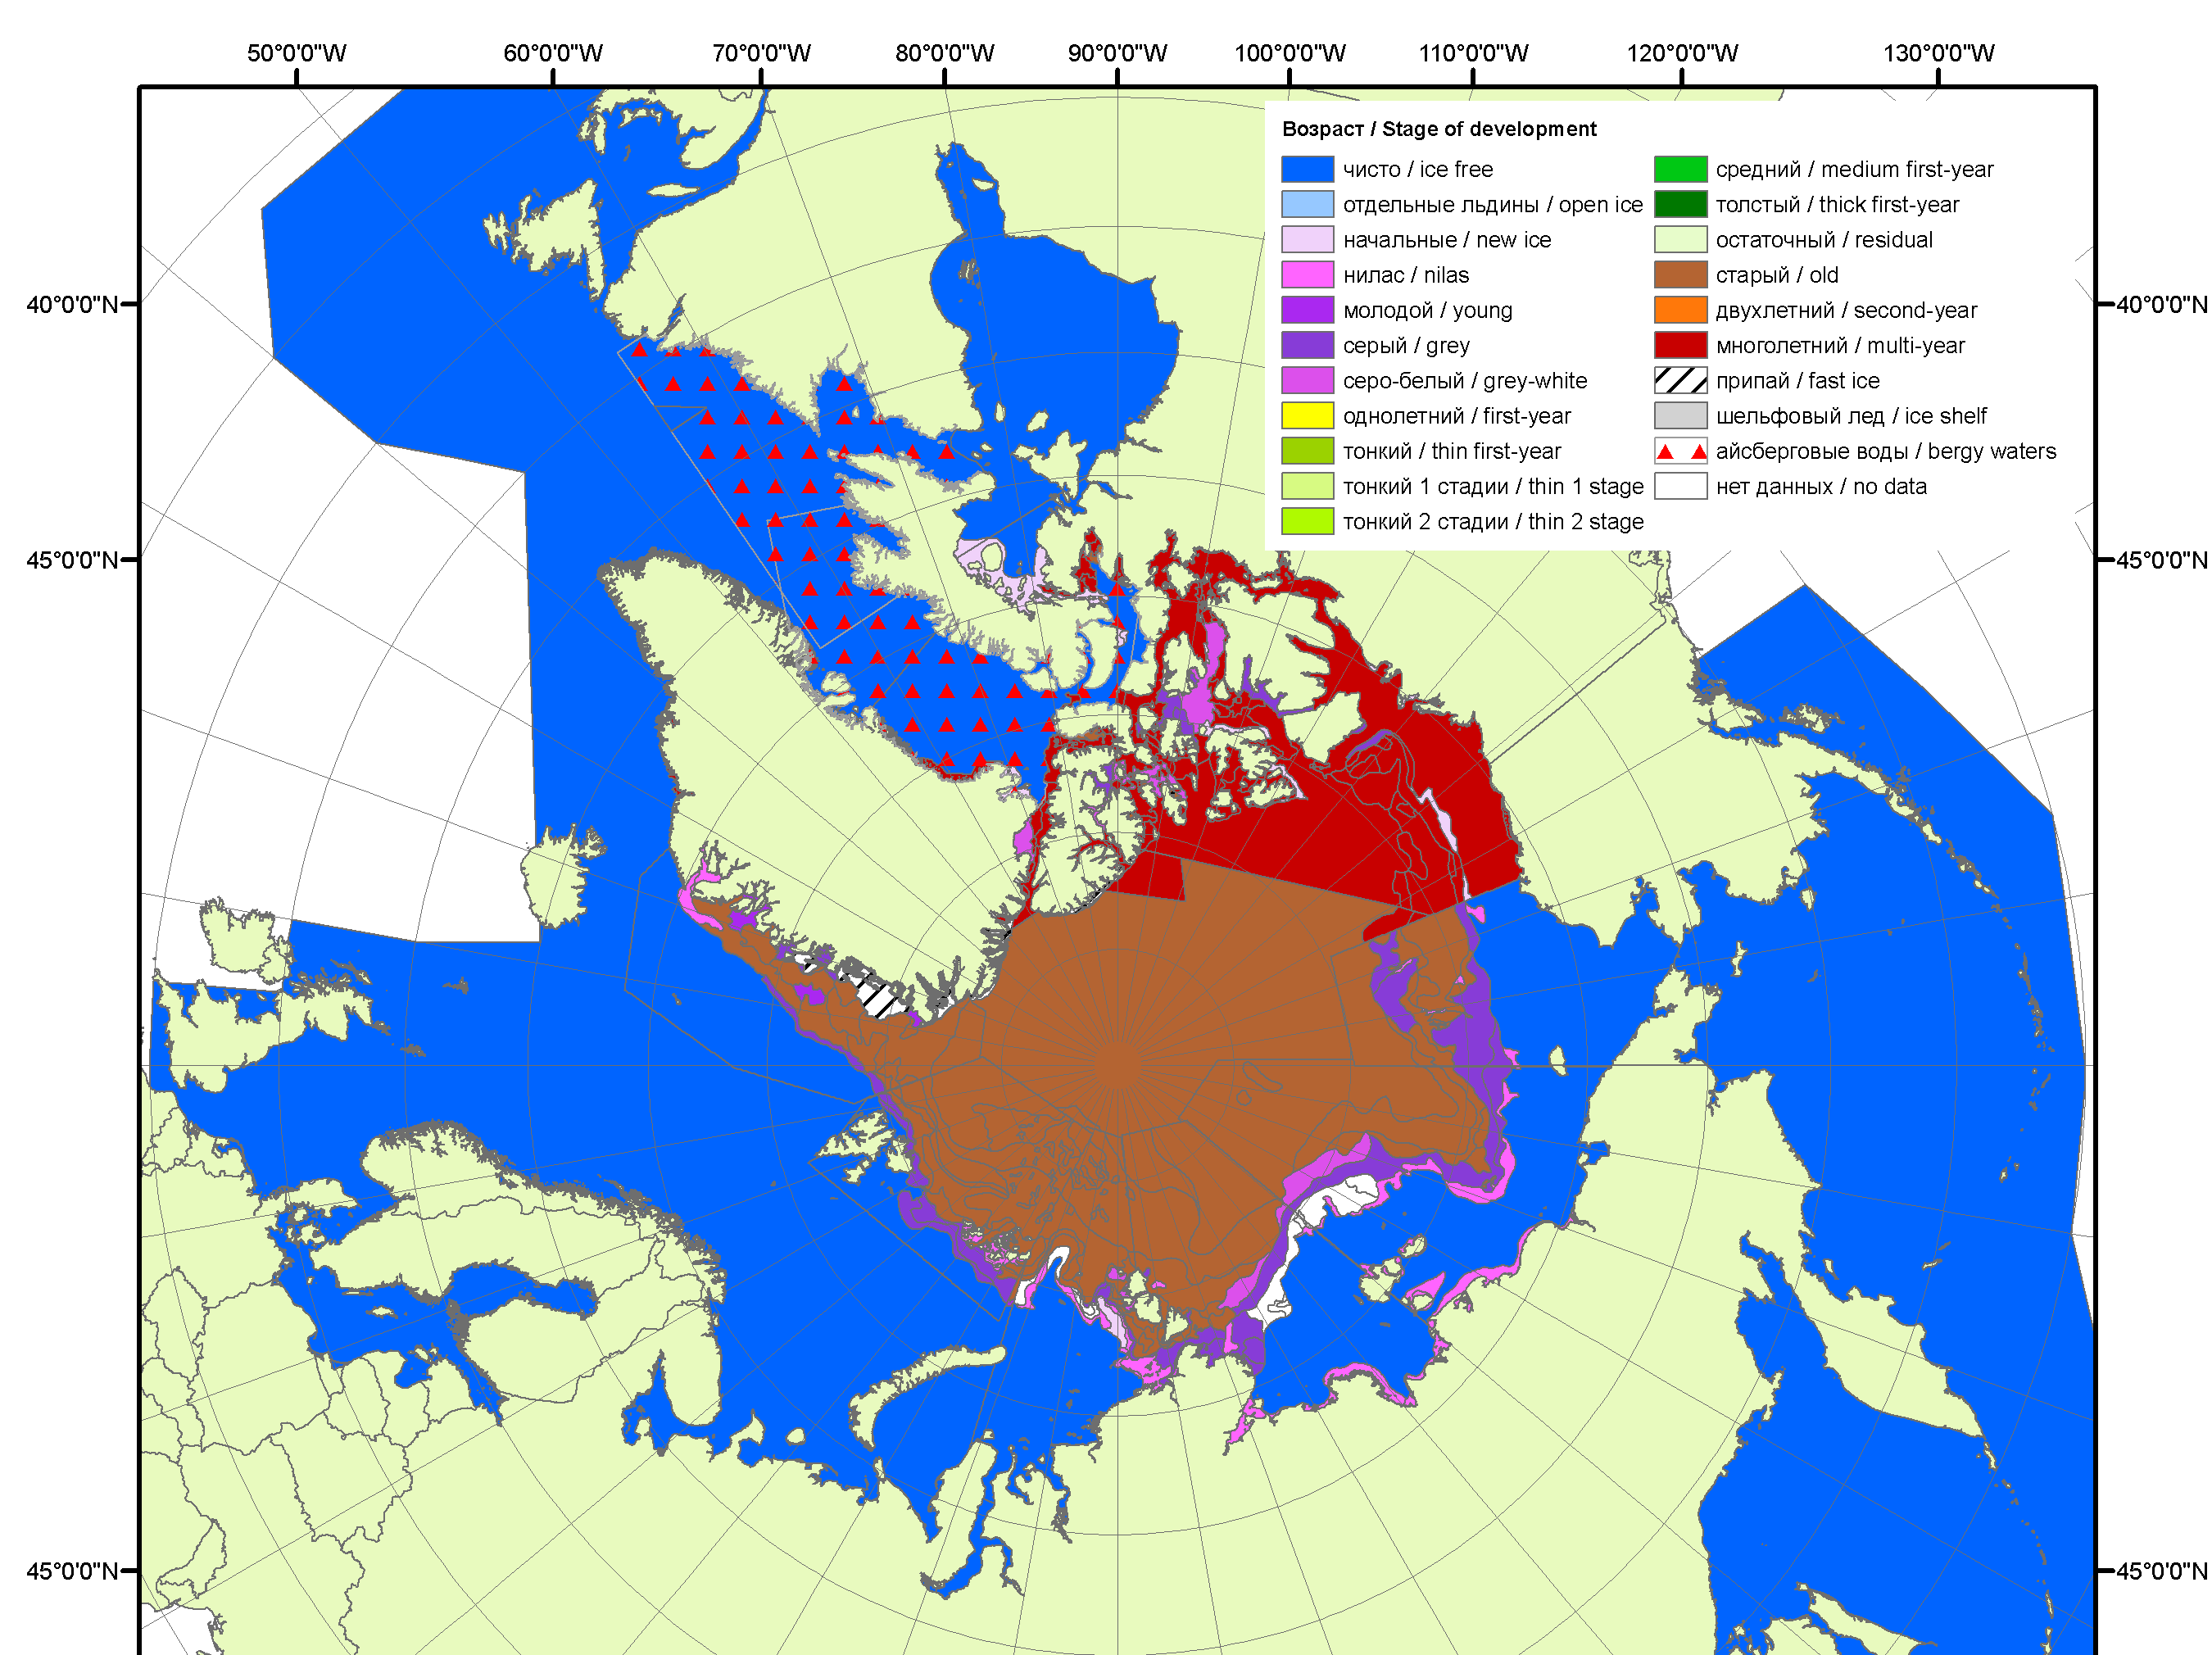 50°0'0"W 60°0'0"W 70°0'0"W 80°0'0"W 90°0'0"W 100°0'0"W 110°0'0"W 120°0'0"W 130°0'0"W
Возраст / Stage of development
чисто / ice free
отдельные льдины / open ice
начальные / new ice
нилас / nilas
молодой / young
серый / grey
серо-белый / grey-white
однолетний / first-year
тонкий / thin first-year
тонкий 1 стадии / thin 1 stage
тонкий 2 стадии / thin 2 stage
средний / medium first-year
толстый / thick first-year
остаточный / residual
старый / old
двухлетний / second-year
многолетний / multi-year
припай / fast ice
шельфовый лед / ice shelf
айсберговые воды / bergy waters
нет данных / no data
40°0'0"N 40°0'0"N
45°0'0"N 45°0'0"N
45°0'0"N 45°0'0"N